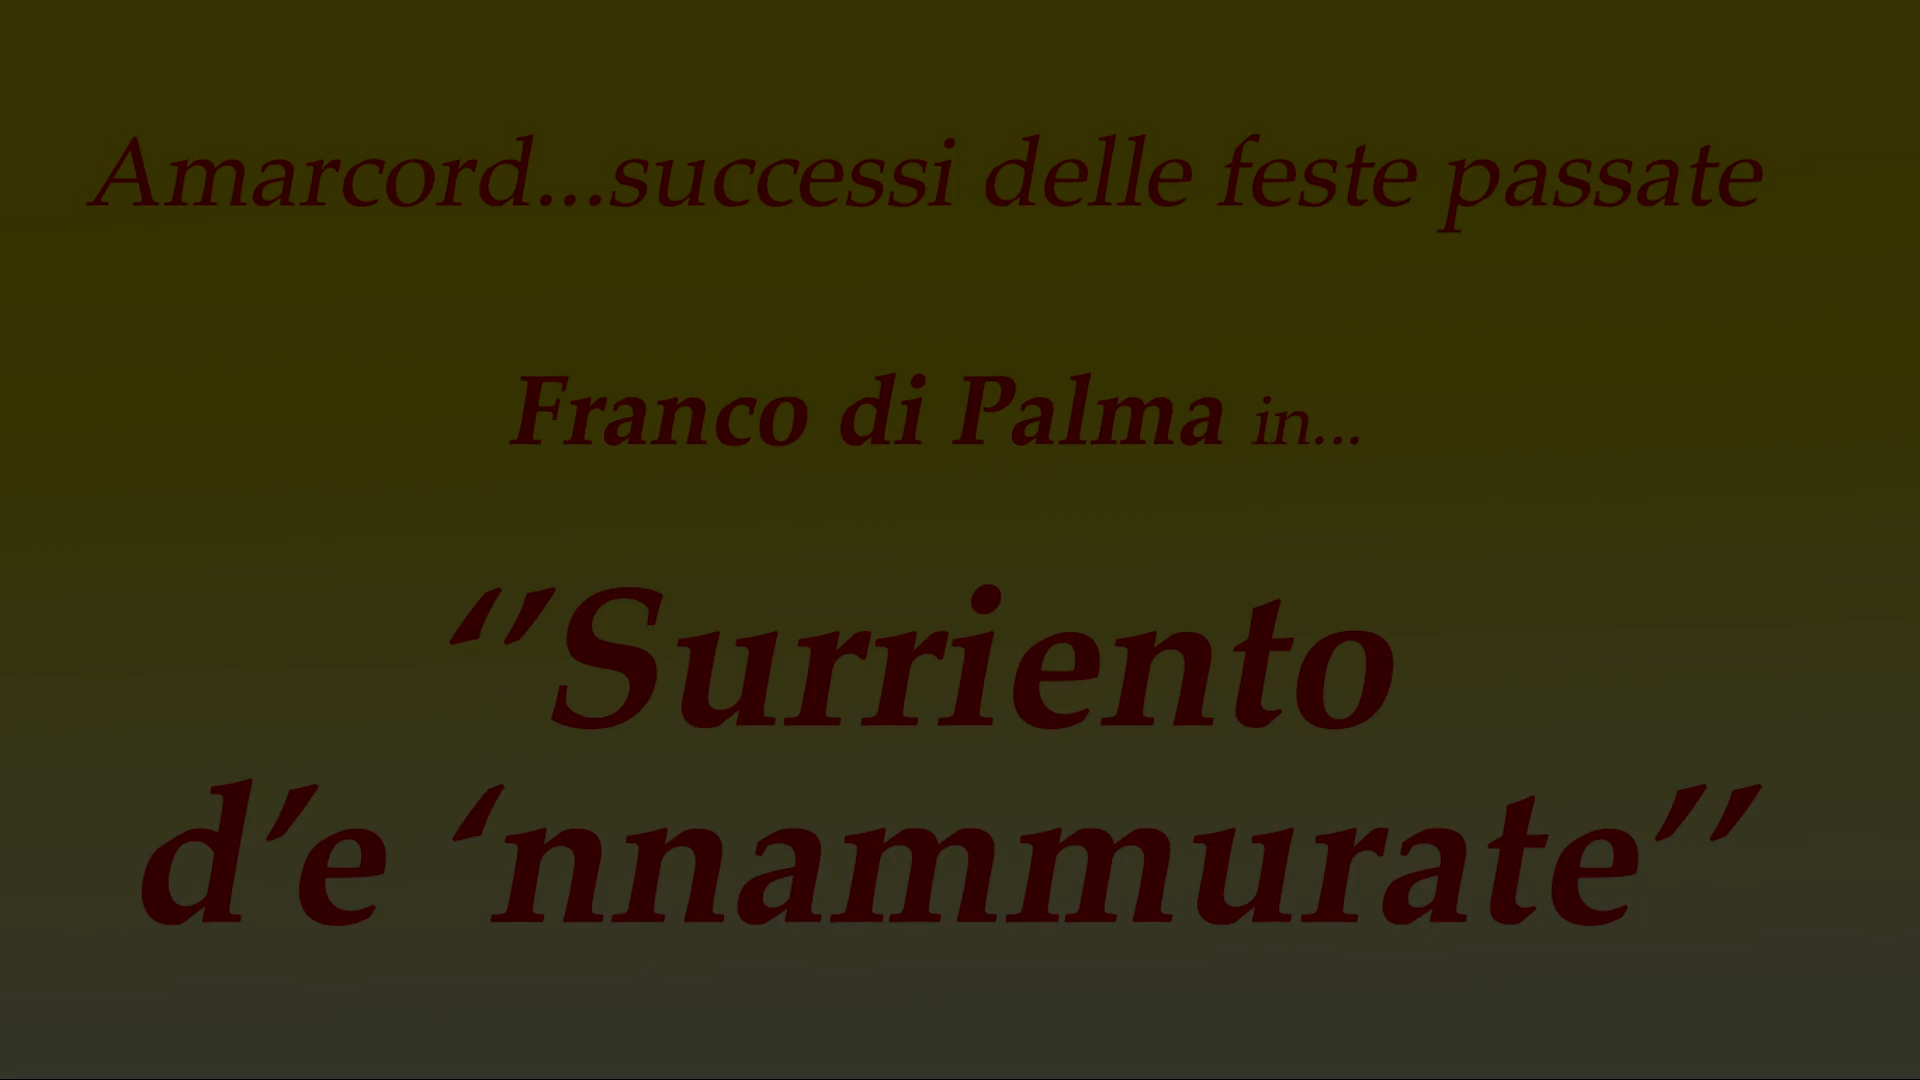 Amarcord...successi delle feste passate
Franco di Palma in...
‘’Surriento
d’e ‘nnammurate’’